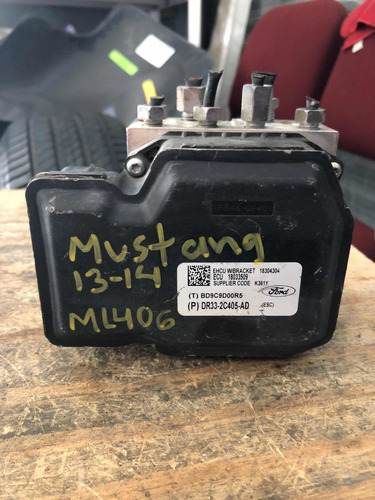 Mustang
13-14
ML406
EHCU W/BRACKET 18304304
ECU 18033509
SUPPLIER CODE K3611
Ford
(T) BD9C9D00R5
(P) DR33-2C405-AD (ESC)